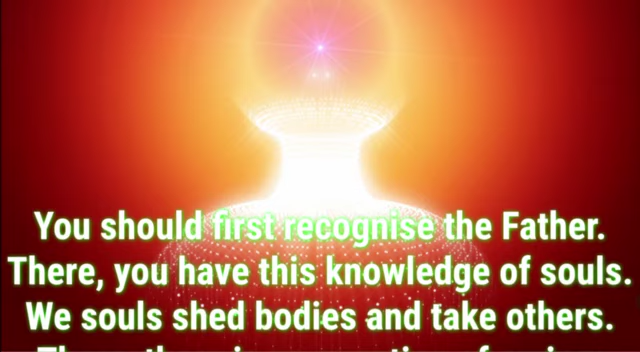 You should first recognise the Father.
There, you have this knowledge of souls.
We souls shed bodies and take others.